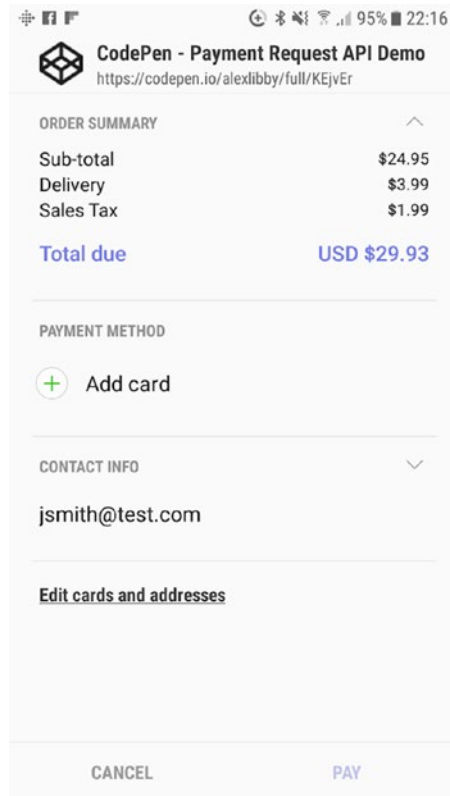 95% 22:16
CodePen - Payment Request API Demo
https://codepen.io/alexlibby/full/KEjvEr
ORDER SUMMARY
Sub-total $24.95
Delivery $3.99
Sales Tax $1.99
Total due USD $29.93
PAYMENT METHOD
Add card
CONTACT INFO
jsmith@test.com
Edit cards and addresses
CANCEL PAY